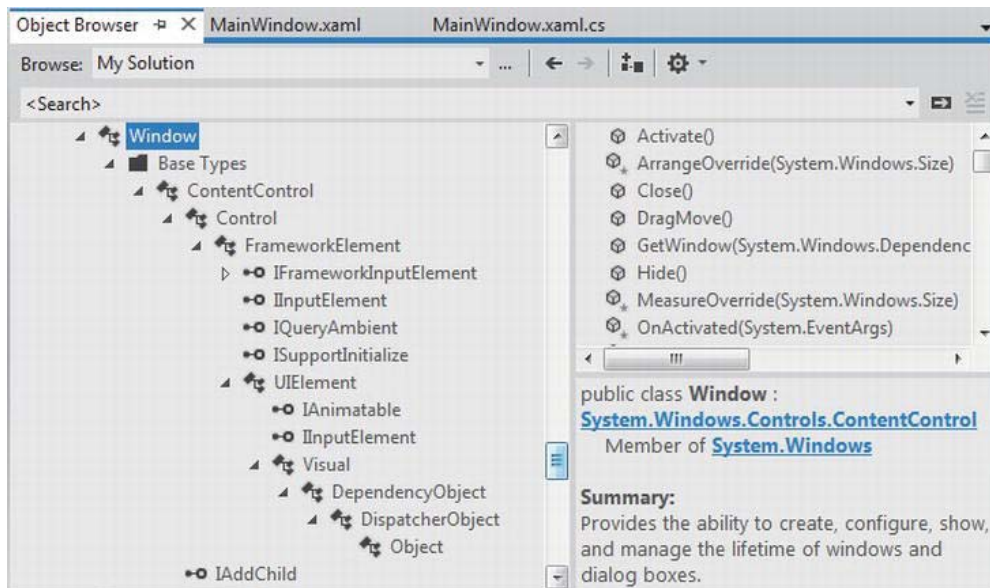 Object Browser
MainWindow.xaml
MainWindow.xaml.cs
Browse: My Solution
...
<Search>
Window
Base Types
ContentControl
Control
FrameworkElement
IFrameworkInputElement
IInputElement
IQueryAmbient
ISupportInitialize
UIElement
IAnimatable
IInputElement
Visual
DependencyObject
DispatcherObject
Object
IAddChild
Activate()
ArrangeOverride(System.Windows.Size)
Close()
DragMove()
GetWindow(System.Windows.Dependenc
Hide()
MeasureOverride(System.Windows.Size)
OnActivated(System.EventArgs)
public class Window :
System.Windows.Controls.ContentControl
Member of System.Windows
Summary:
Provides the ability to create, configure, show,
and manage the lifetime of windows and
dialog boxes.